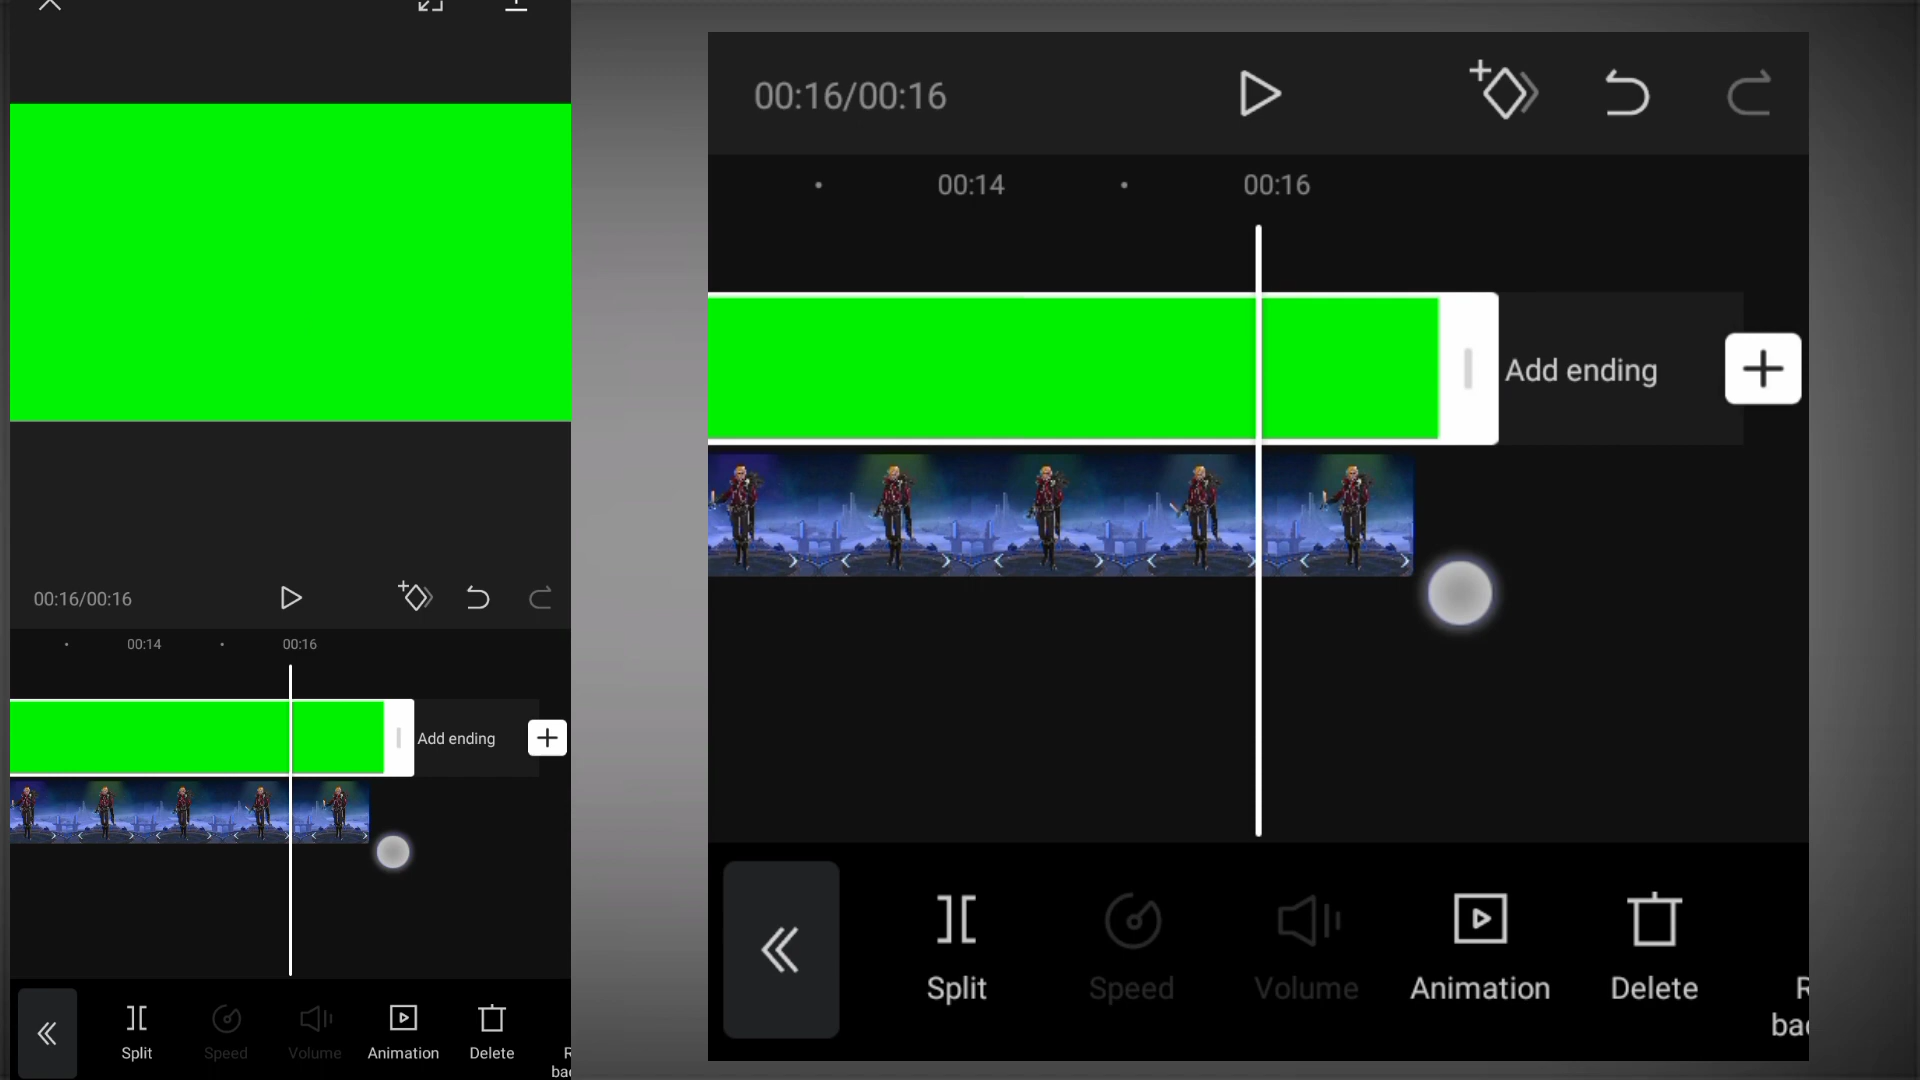 00:16/00:16
00:14
00:16
Add ending
Split
Speed
Volume
Animation
Delete
00:16/00:16
00:14
00:16
Add ending
Split
Speed
Volume
Animation
Delete